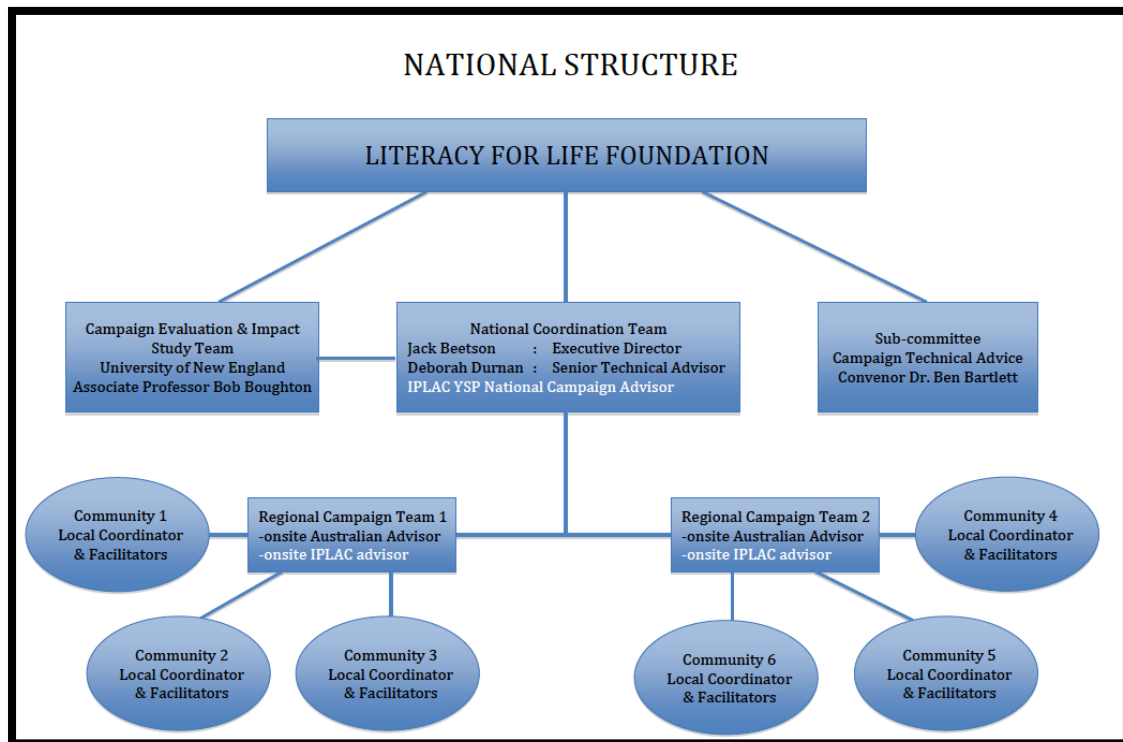 NATIONAL STRUCTURE
LITERACY FOR LIFE FOUNDATION
Campaign Evaluation & Impact
Study Team
University of New England
Associate Professor Bob Boughton
National Coordination Team
Jack Beetson : Executive Director
Deborah Durnan : Senior Technical Advisor
IPLAC YSP National Campaign Advisor
Sub-committee
Campaign Technical Advice
Convenor Dr. Ben Bartlett
Community 1
Local Coordinator
& Facilitators
Regional Campaign Team 1
-onsite Australian Advisor
-onsite IPLAC advisor
Regional Campaign Team 2
-onsite Australian Advisor
-onsite IPLAC advisor
Community 4
Local Coordinator
& Facilitators
Community 2
Local Coordinator
& Facilitators
Community 3
Local Coordinator
& Facilitators
Community 6
Local Coordinator
& Facilitators
Community 5
Local Coordinator
& Facilitators